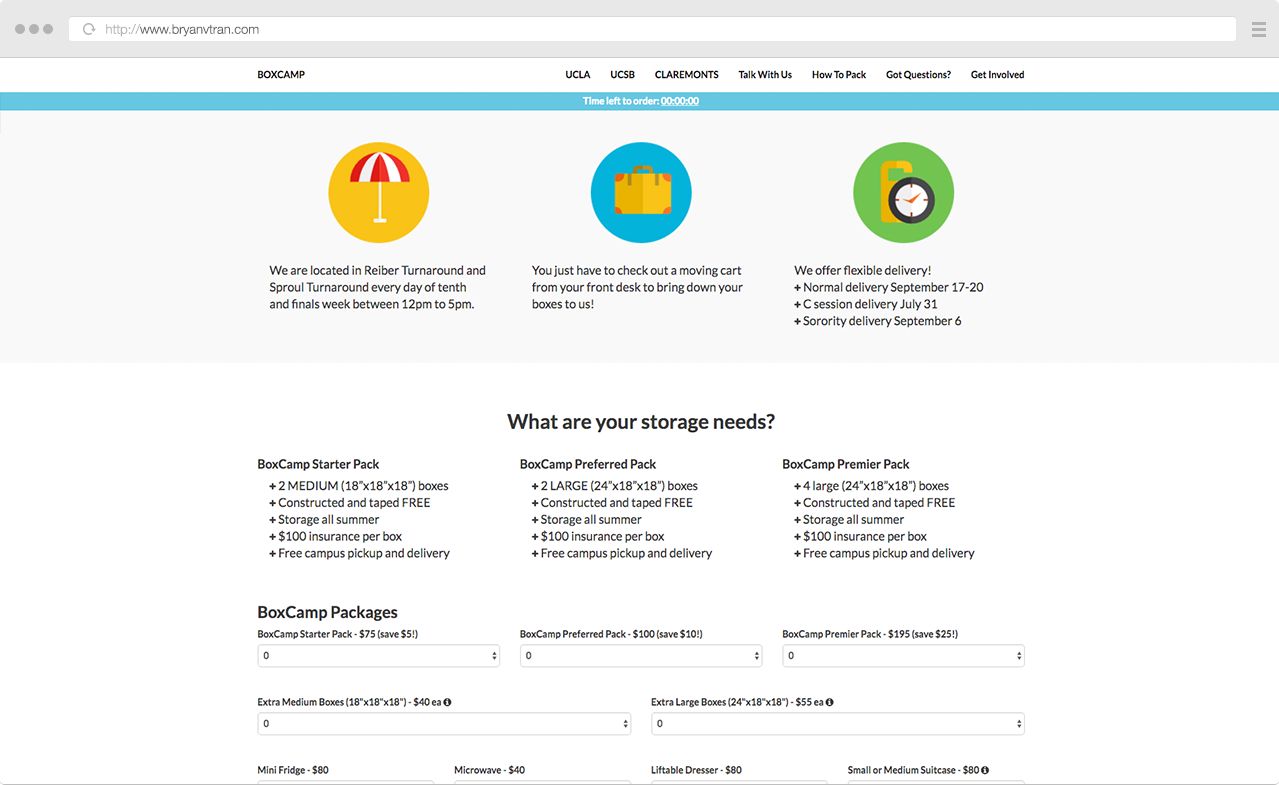 http://www.bryanvtran.com
BOXCAMP UCLA UCSB CLAREMONTS Talk With Us How To Pack Got Questions? Get Involved
Time left to order: 00:00:00
We are located in Reiber Turnaround and
Sproul Turnaround every day of tenth
and finals week between 12pm to 5pm.
You just have to check out a moving cart
from your front desk to bring down your
boxes to us!
We offer flexible delivery!
+ Normal delivery September 17-20
+ C session delivery July 31
+ Sorority delivery September 6
What are your storage needs?
BoxCamp Starter Pack
+ 2 MEDIUM (18”x18”x18”) boxes
+ Constructed and taped FREE
+ Storage all summer
+ $100 insurance per box
+ Free campus pickup and delivery
BoxCamp Preferred Pack
+ 2 LARGE (24”x18”x18”) boxes
+ Constructed and taped FREE
+ Storage all summer
+ $100 insurance per box
+ Free campus pickup and delivery
BoxCamp Premier Pack
+ 4 large (24”x18”x18”) boxes
+ Constructed and taped FREE
+ Storage all summer
+ $100 insurance per box
+ Free campus pickup and delivery
BoxCamp Packages
BoxCamp Starter Pack - $75 (save $5!)
0
BoxCamp Preferred Pack - $100 (save $10!)
0
BoxCamp Premier Pack - $195 (save $25!)
0
Extra Medium Boxes (18"x18"x18") - $40 ea
0
Extra Large Boxes (24"x18"x18") - $55 ea
0
Mini Fridge - $80
Microwave - $40
Liftable Dresser - $80
Small or Medium Suitcase - $80